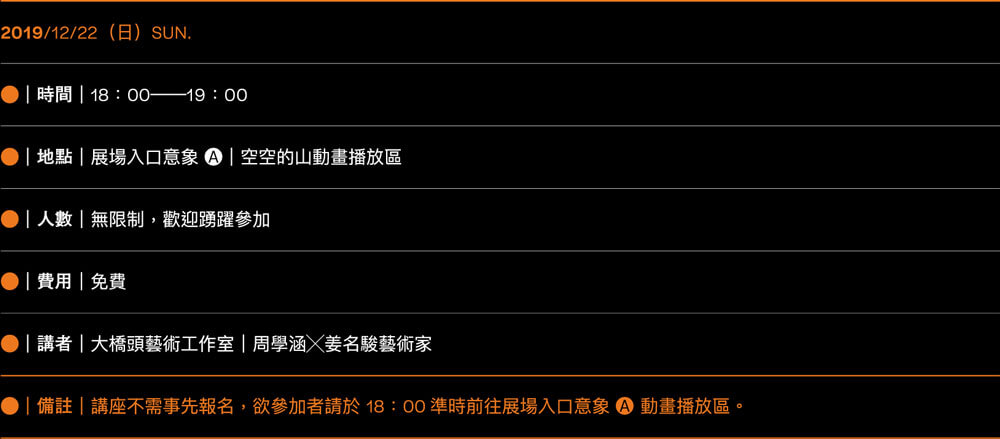 2019/12/22（日）SUN.
●｜時間｜18：00──19：00
●｜地點｜展場入口意象 🅐｜空空的山動畫播放區
●｜人數｜無限制，歡迎踴躍參加
●｜費用｜免費
●｜講者｜大橋頭藝術工作室｜周學涵╳姜名駿藝術家
●｜備註｜講座不需事先報名，欲參加者請於 18：00 準時前往展場入口意象 🅐 動畫播放區。